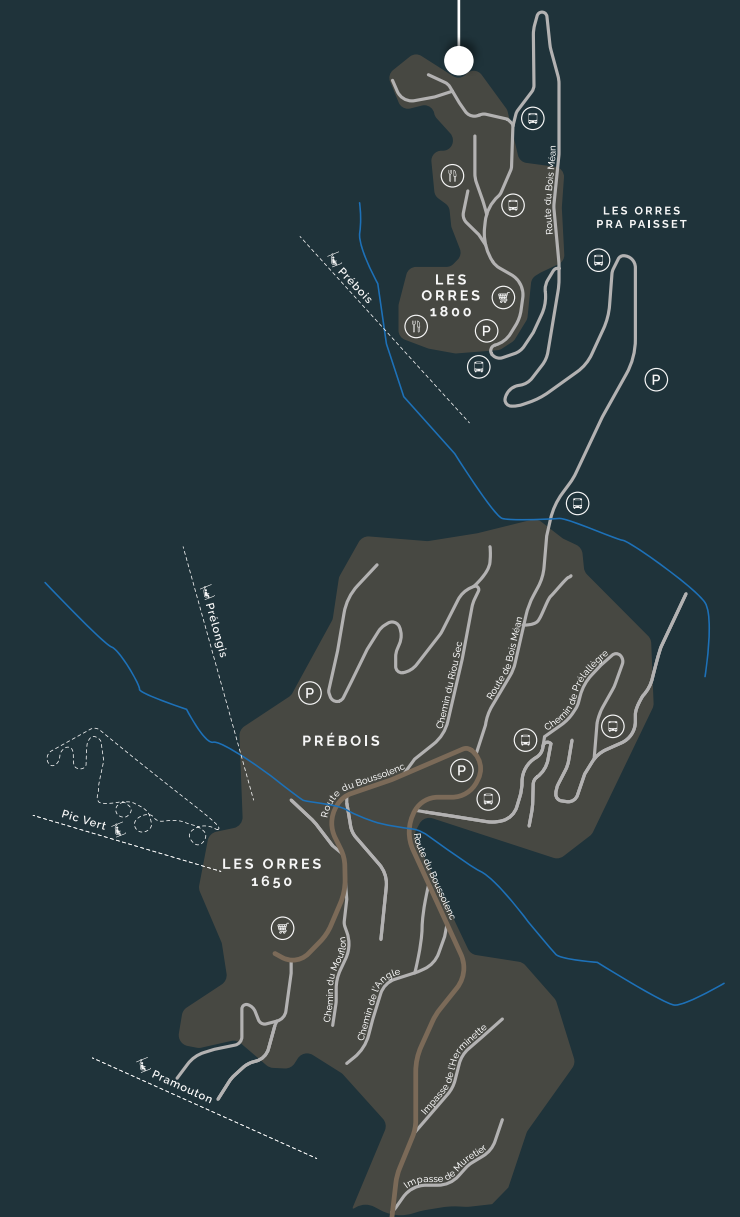 Route du Bois Méan
LES ORRES
PRA PAISSET
Prébois
LES
ORRES
1800
P
P
Prélongis
Chemin du Riou Sec
Route de Bois Méan
Chemin de Prélallègre
P
PRÉBOIS
P
Route du Boussolenc
Pic Vert
LES ORRES
1650
Route du Boussolenc
Chemin du Mouflon
Chemin de l'Angle
Pramouton
Impasse de l'Herminette
Impasse de Muretier